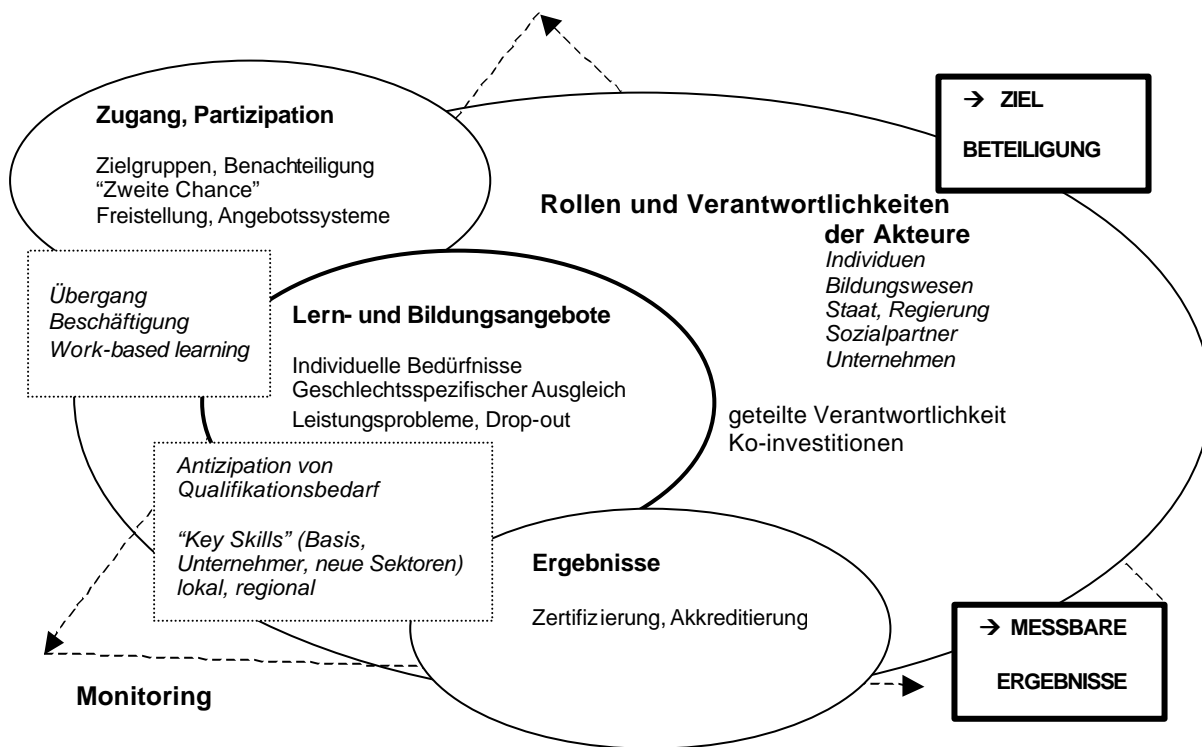 Zugang, Partizipation
Zielgruppen, Benachteiligung
“Zweite Chance”
Freistellung, Angebotssysteme
→ ZIEL
BETEILIGUNG
Rollen und Verantwortlichkeiten
der Akteure
Individuen
Bildungswesen
Staat, Regierung
Sozialpartner
Unternehmen
Übergang
Beschäftigung
Work-based learning
Lern- und Bildungsangebote
Individuelle Bedürfnisse
Geschlechtsspezifischer Ausgleich
Leistungsprobleme, Drop-out
geteilte Verantwortlichkeit
Ko-investitionen
Antizipation von
Qualifikationsbedarf
“Key Skills” (Basis,
Unternehmer, neue Sektoren)
lokal, regional
Ergebnisse
Zertifizierung, Akkreditierung
→ MESSBARE
ERGEBNISSE
Monitoring